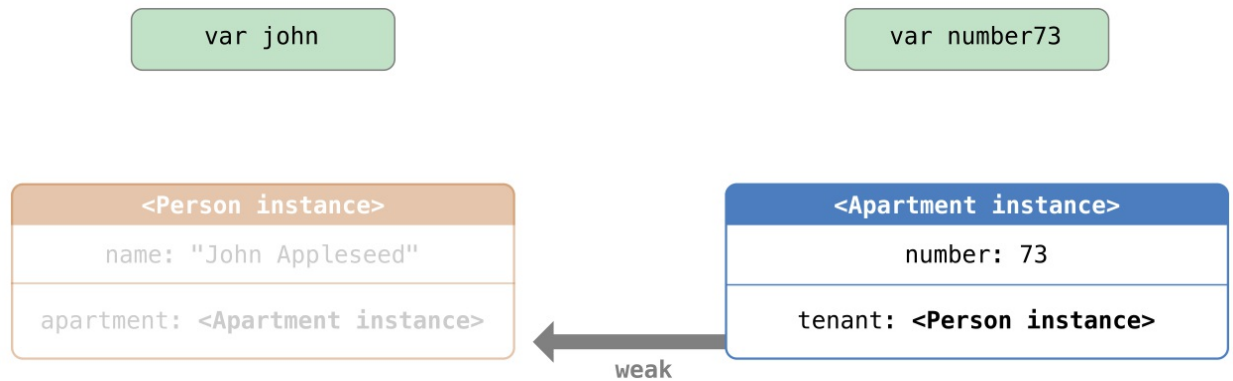 var john
var number73
<Person instance>
name: "John Appleseed"
apartment: <Apartment instance>
<Apartment instance>
number: 73
tenant: <Person instance>
weak